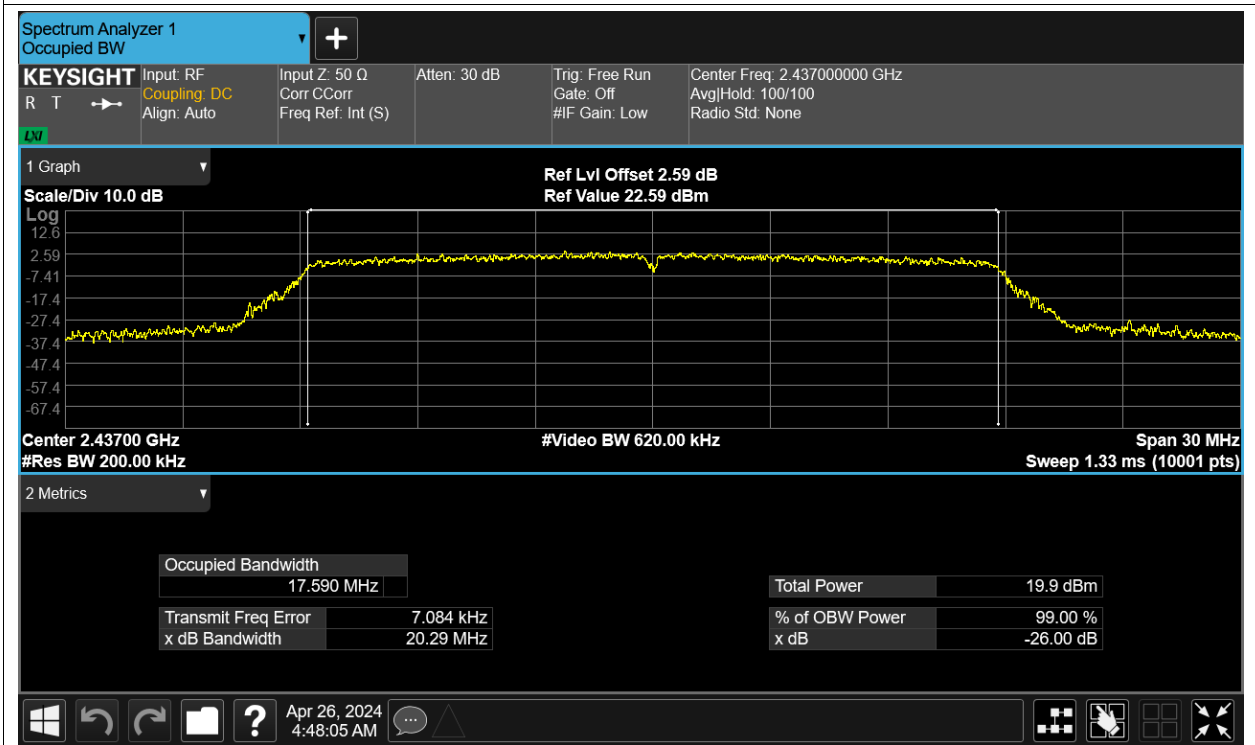 Spectrum Analyzer 1
Occupied BW
KEYSIGHT
R T
LXI
Input: RF
Coupling: DC
Align: Auto
Input Z: 50 Ω
Corr CCorr
Freq Ref: Int (S)
Atten: 30 dB
Trig: Free Run
Gate: Off
#IF Gain: Low
Center Freq: 2.437000000 GHz
Avg|Hold: 100/100
Radio Std: None
1 Graph
Scale/Div 10.0 dB
Ref Lvl Offset 2.59 dB
Ref Value 22.59 dBm
Log
12.6
2.59
-7.41
-17.4
-27.4
-37.4
-47.4
-57.4
-67.4
Center 2.43700 GHz
#Res BW 200.00 kHz
#Video BW 620.00 kHz
Span 30 MHz
Sweep 1.33 ms (10001 pts)
2 Metrics
Occupied Bandwidth
17.590 MHz
Transmit Freq Error 7.084 kHz
x dB Bandwidth 20.29 MHz
Total Power 19.9 dBm
% of OBW Power 99.00 %
x dB -26.00 dB
?
Apr 26, 2024
4:48:05 AM